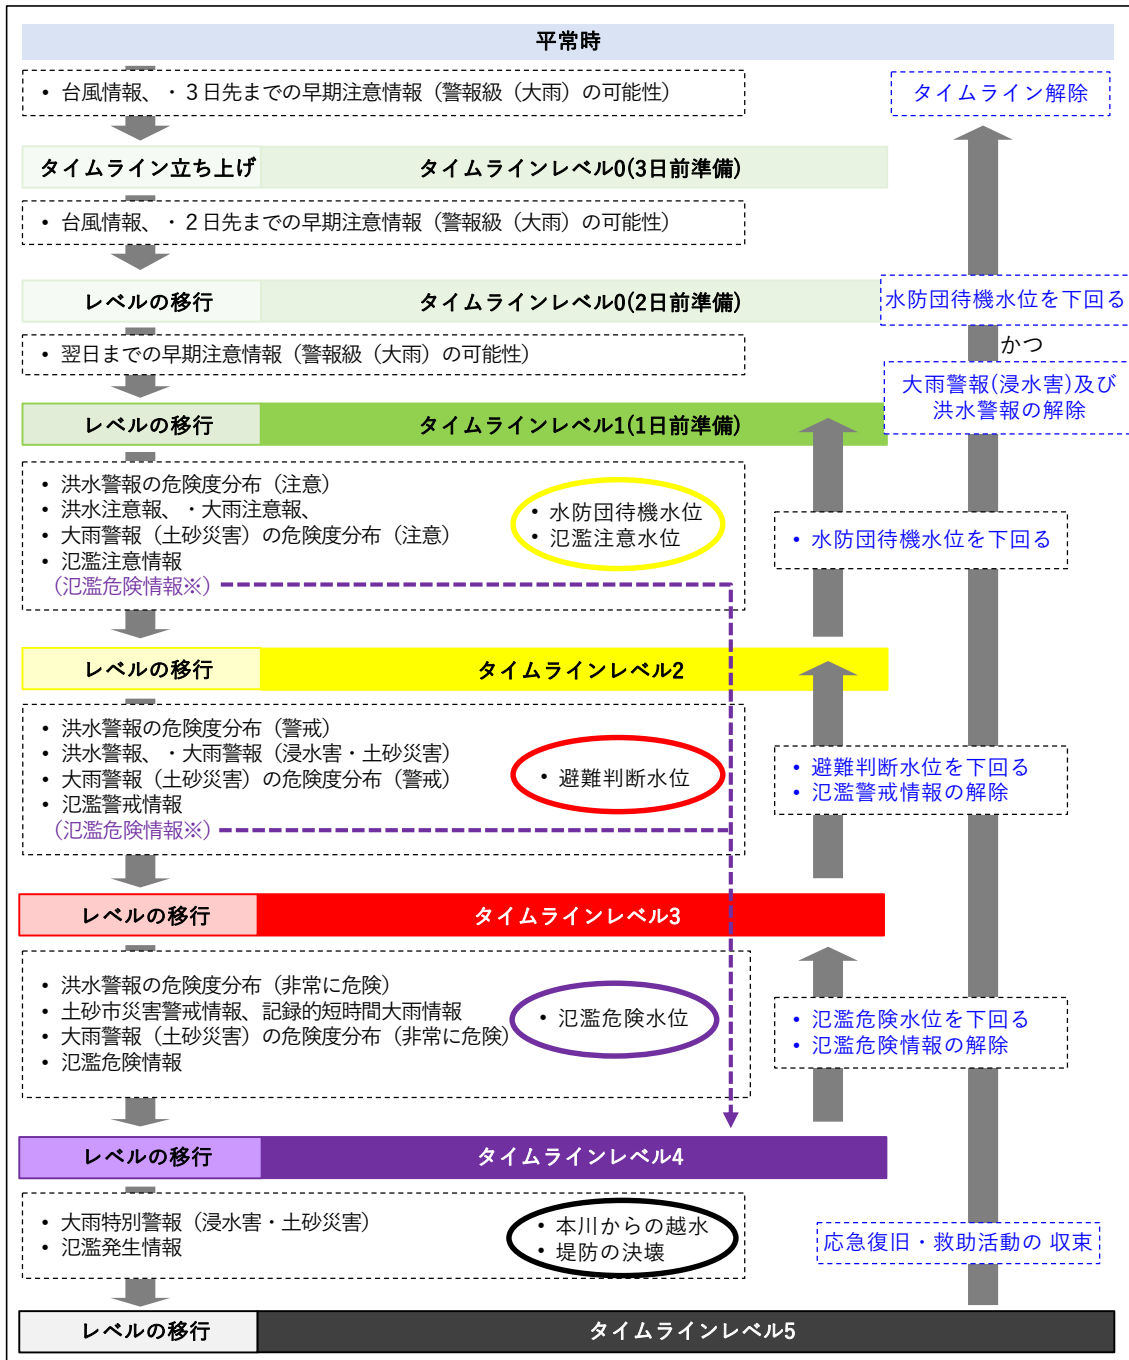 平常時
• 台風情報、・３日先までの早期注意情報（警報級（大雨）の可能性）
タイムライン解除
タイムライン立ち上げ
タイムラインレベル0(3日前準備)
• 台風情報、・２日先までの早期注意情報（警報級（大雨）の可能性）
レベルの移行
タイムラインレベル0(2日前準備)
水防団待機水位を下回る
かつ
• 翌日までの早期注意情報（警報級（大雨）の可能性）
大雨警報(浸水害)及び
洪水警報の解除
レベルの移行
タイムラインレベル1(1日前準備)
• 洪水警報の危険度分布（注意）
• 洪水注意報、・大雨注意報、
• 大雨警報（土砂災害）の危険度分布（注意）
• 氾濫注意情報
（氾濫危険情報※）
• 水防団待機水位
• 氾濫注意水位
• 水防団待機水位を下回る
レベルの移行
タイムラインレベル2
• 洪水警報の危険度分布（警戒）
• 洪水警報、・大雨警報（浸水害・土砂災害）
• 大雨警報（土砂災害）の危険度分布（警戒）
• 氾濫警戒情報
（氾濫危険情報※）
• 避難判断水位
• 避難判断水位を下回る
• 氾濫警戒情報の解除
レベルの移行
タイムラインレベル3
• 洪水警報の危険度分布（非常に危険）
• 土砂市災害警戒情報、記録的短時間大雨情報
• 大雨警報（土砂災害）の危険度分布（非常に危険）
• 氾濫危険情報
• 氾濫危険水位
• 氾濫危険水位を下回る
• 氾濫危険情報の解除
レベルの移行
タイムラインレベル4
• 大雨特別警報（浸水害・土砂災害）
• 氾濫発生情報
• 本川からの越水
• 堤防の決壊
応急復旧・救助活動の 収束
レベルの移行
タイムラインレベル5